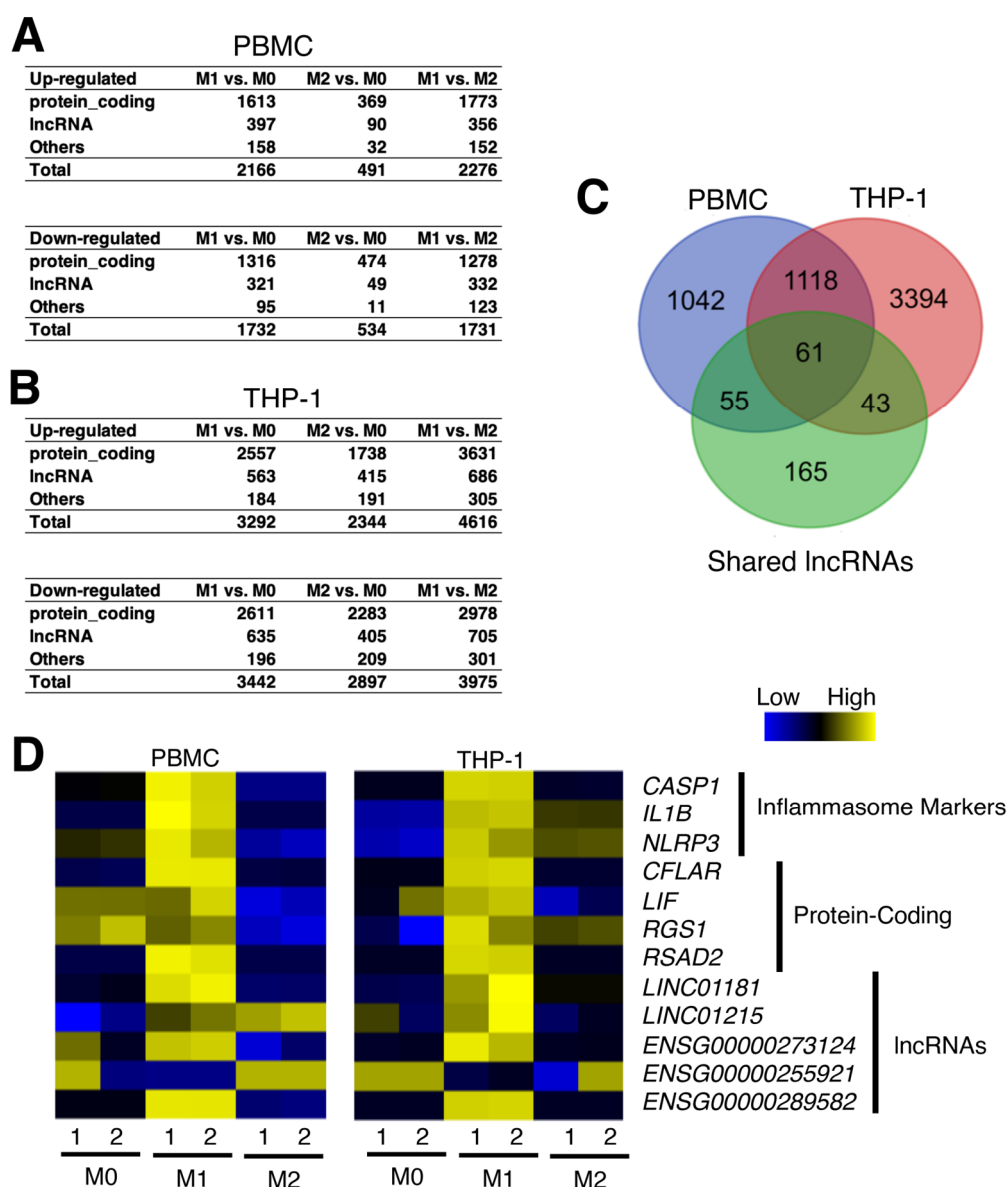 A
PBMC
Up-regulated M1 vs. M0 M2 vs. M0 M1 vs. M2
protein_coding 1613 369 1773
lncRNA 397 90 356
Others 158 32 152
Total 2166 491 2276
Down-regulated M1 vs. M0 M2 vs. M0 M1 vs. M2
protein_coding 1316 474 1278
lncRNA 321 49 332
Others 95 11 123
Total 1732 534 1731
B
THP-1
Up-regulated M1 vs. M0 M2 vs. M0 M1 vs. M2
protein_coding 2557 1738 3631
lncRNA 563 415 686
Others 184 191 305
Total 3292 2344 4616
Down-regulated M1 vs. M0 M2 vs. M0 M1 vs. M2
protein_coding 2611 2283 2978
lncRNA 635 405 705
Others 196 209 301
Total 3442 2897 3975
C
PBMC THP-1
1042 1118 3394
61
55 43
165
Shared lncRNAs
Low High
D
PBMC THP-1
CASP1
IL1B
NLRP3
Inflammasome Markers
CFLAR
LIF
RGS1
RSAD2
Protein-Coding
LINC01181
LINC01215
ENSG00000273124
ENSG00000255921
ENSG00000289582
lncRNAs
1 2 1 2 1 2 1 2 1 2 1 2
M0 M1 M2 M0 M1 M2